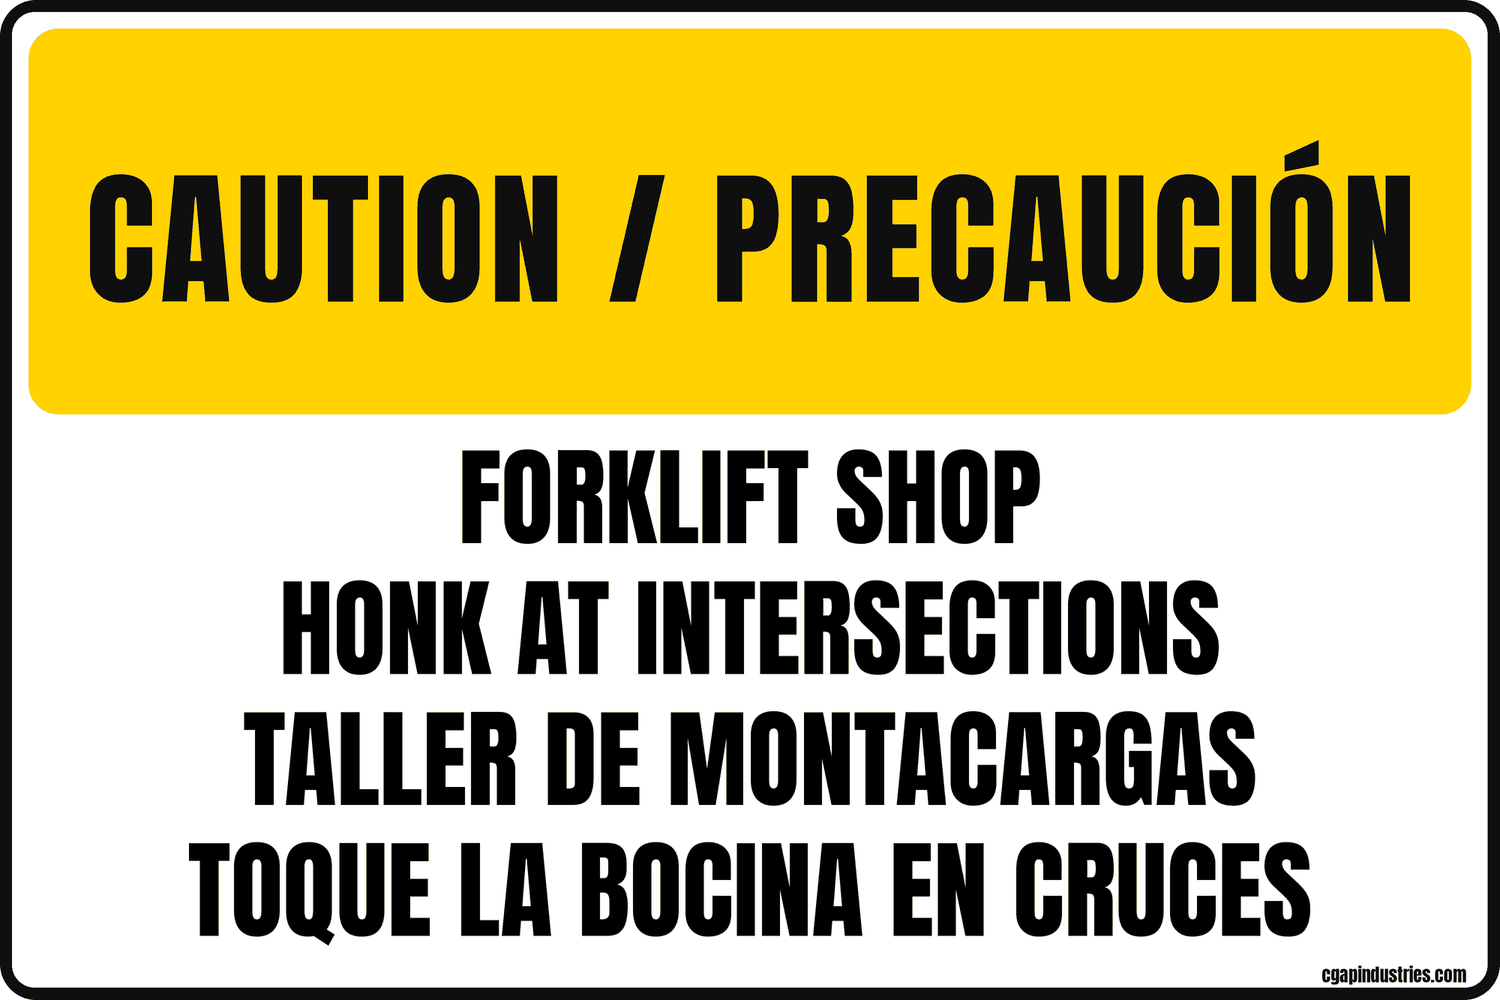 CAUTION / PRECAUCIÓN
FORKLIFT SHOP
HONK AT INTERSECTIONS
TALLER DE MONTACARGAS
TOQUE LA BOCINA EN CRUCES
cgapindustries.com